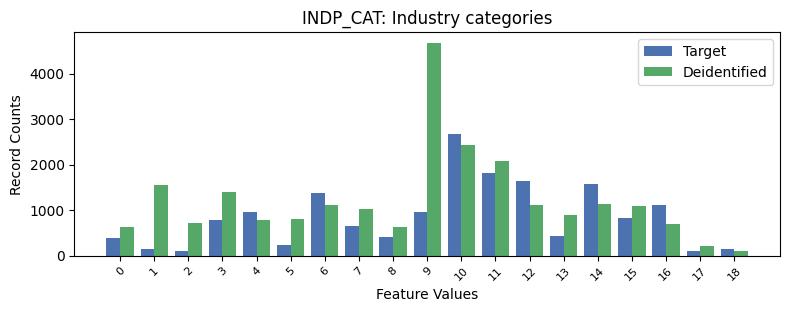 INDP_CAT: Industry categories
Target
Deidentified
Record Counts
4000
3000
2000
1000
0
0 1 2 3 4 5 6 7 8 9 10 11 12 13 14 15 16 17 18
Feature Values